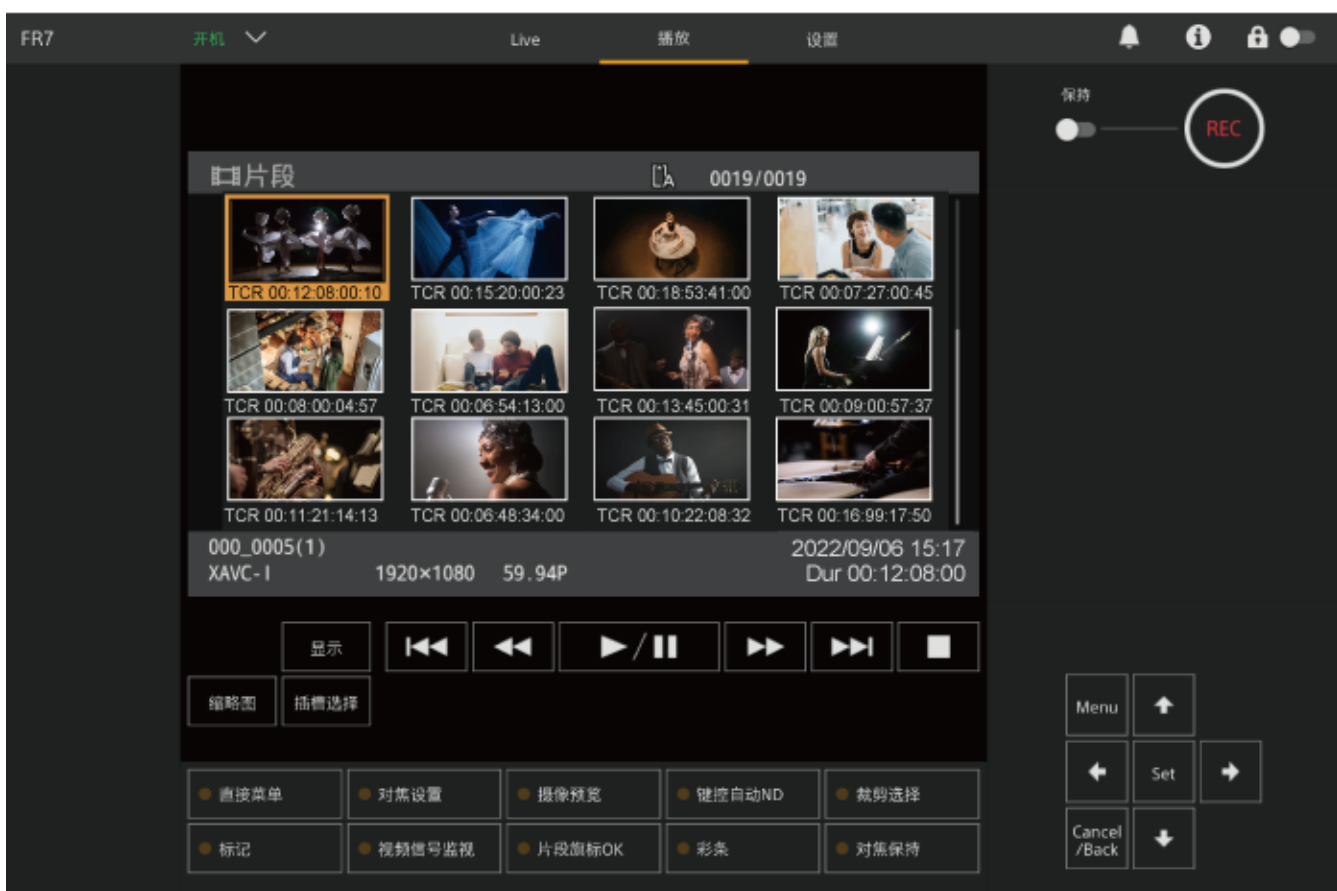 FR7 开机 Live 播放 设置
保持
REC
片段 A 0019/0019
TCR 00:12:08:00:10 TCR 00:15:20:00:23 TCR 00:18:53:41:00 TCR 00:07:27:00:45
TCR 00:08:00:04:57 TCR 00:06:54:13:00 TCR 00:13:45:00:31 TCR 00:09:00:57:37
TCR 00:11:21:14:13 TCR 00:06:48:34:00 TCR 00:10:22:08:32 TCR 00:16:99:17:50
000_0005(1) 2022/09/06 15:17
XAVC-I 1920×1080 59.94P Dur 00:12:08:00
显示
缩略图 插槽选择
Menu
Set
Cancel
/Back
直接菜单 对焦设置 摄像预览 键控自动ND 裁剪选择
标记 视频信号监视 片段旗标OK 彩条 对焦保持